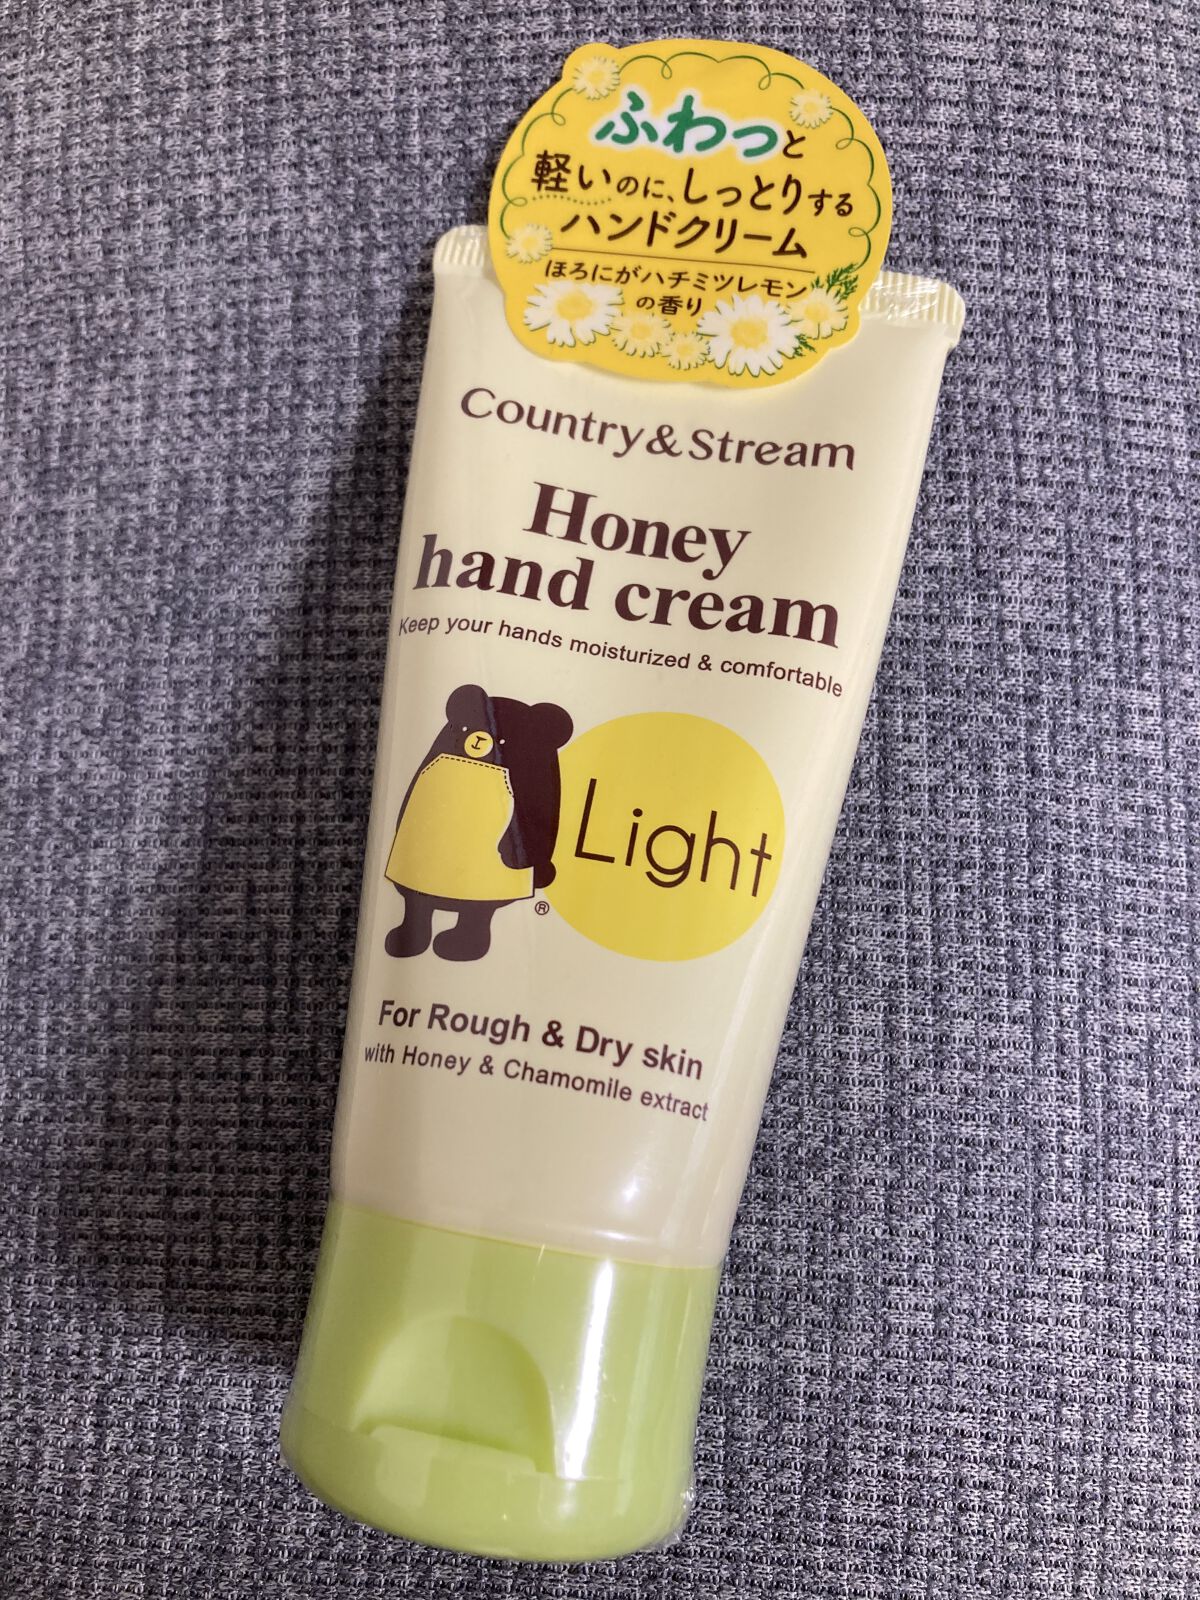 ふわっと
軽いのに、しっとりする
ハンドクリーム
ほろにがハチミツレモン
の香り
Country & Stream
Honey
hand cream
Keep your hands moisturized & comfortable
Light
®
For Rough & Dry skin
with Honey & Chamomile extract